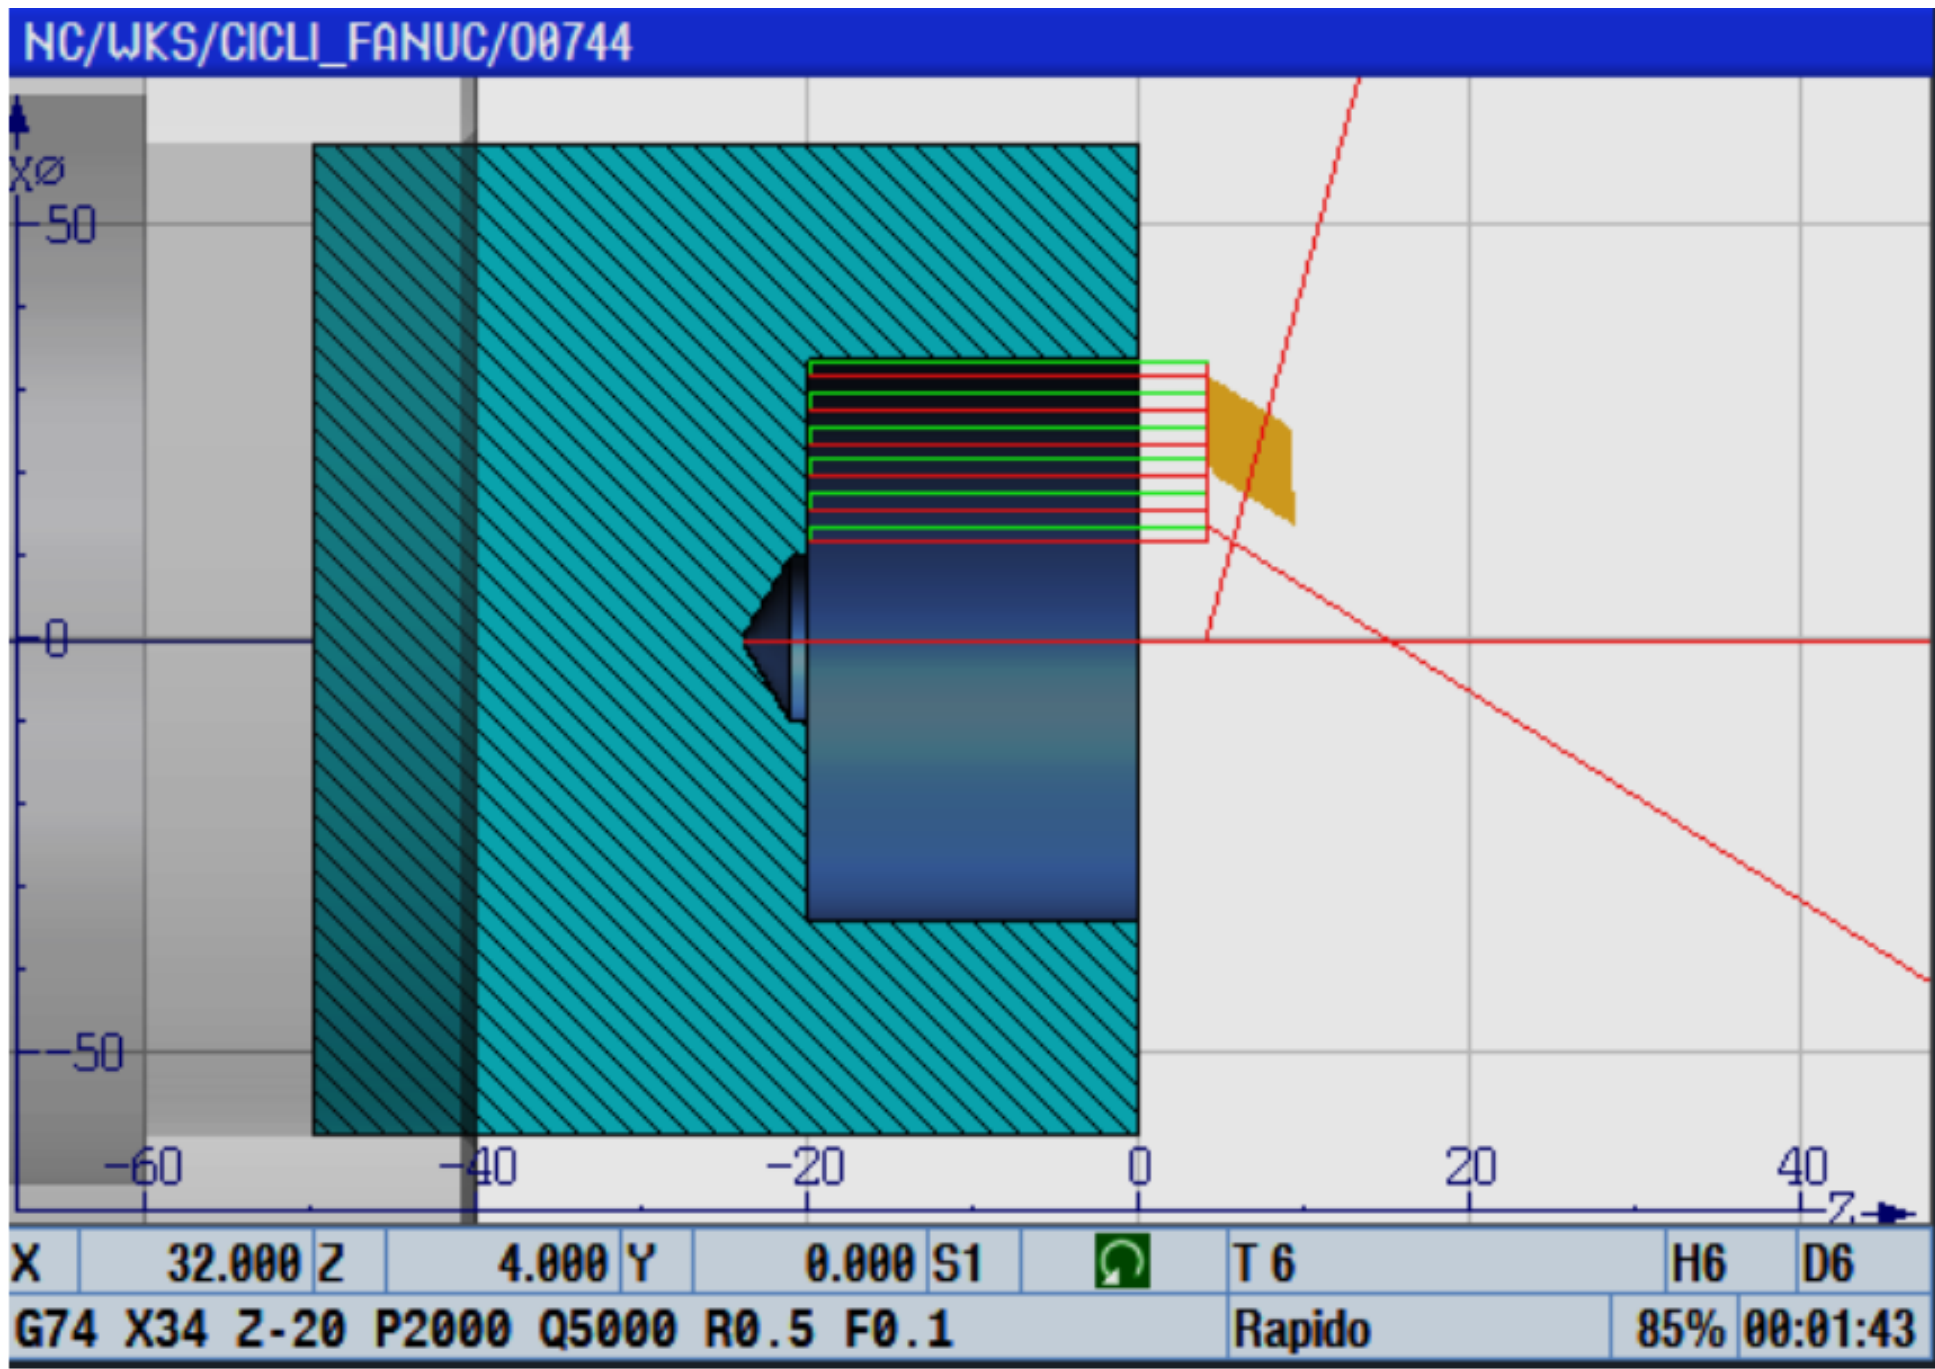 NC/WKS/CICLI_FANUC/O0744
XØ
50
0
-50
-60 -40 -20 0 20 40
Z
X 32.000 Z 4.000 Y 0.000 S1 T 6 H6 D6
G74 X34 Z-20 P2000 Q5000 R0.5 F0.1 Rapido 85% 00:01:43